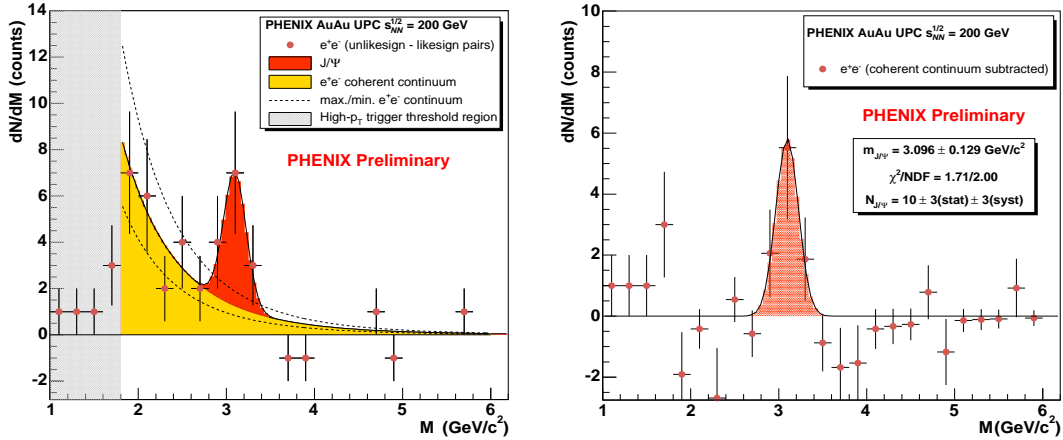 PHENIX AuAu UPC s_NN^1/2 = 200 GeV
e⁺e⁻ (unlikesign - likesign pairs)
J/Ψ
e⁺e⁻ coherent continuum
max./min. e⁺e⁻ continuum
High-p_T trigger threshold region
PHENIX Preliminary
dN/dM (counts)
14
12
10
8
6
4
2
0
-2
1 2 3 4 5 6
M (GeV/c²)
PHENIX AuAu UPC s_NN^1/2 = 200 GeV
e⁺e⁻ (coherent continuum subtracted)
PHENIX Preliminary
m_J/Ψ = 3.096 ± 0.129 GeV/c²
χ²/NDF = 1.71/2.00
N_J/Ψ = 10 ± 3(stat) ± 3(syst)
dN/dM (counts)
10
8
6
4
2
0
-2
1 2 3 4 5 6
M(GeV/c²)